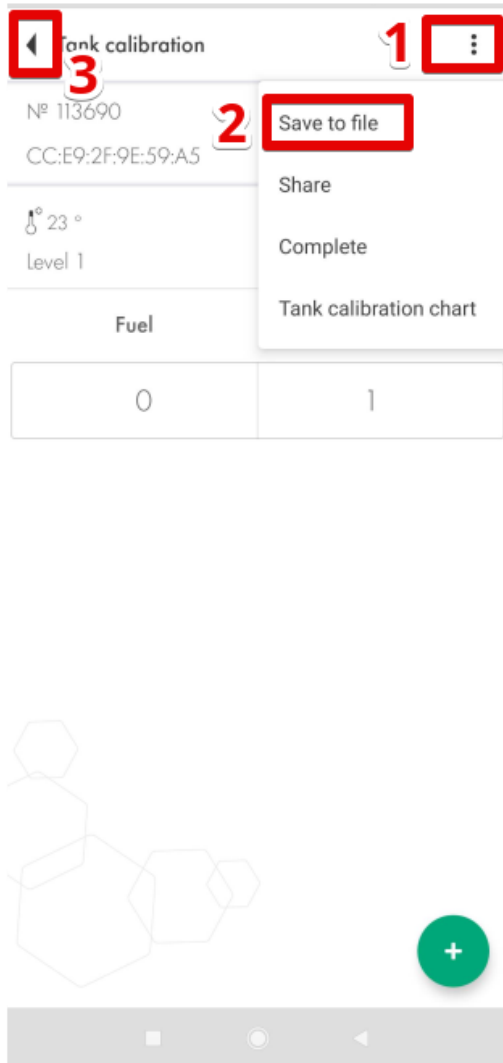 Tank calibration
1
3
№ 113690
2
Save to file
CC:E9:2F:9E:59:A5
Share
23 °
Complete
Level 1
Tank calibration chart
Fuel
0 1
+